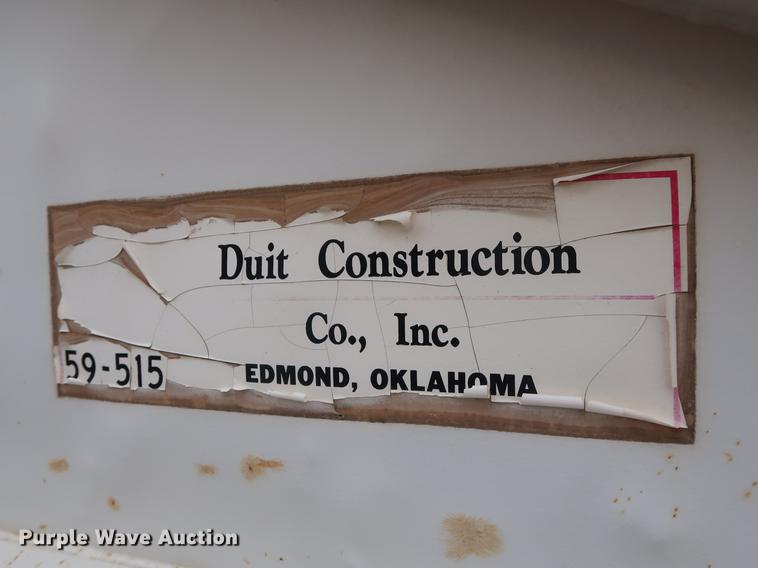 Duit Construction
Co., Inc.
59-515
EDMOND, OKLAHOMA
Purple Wave Auction